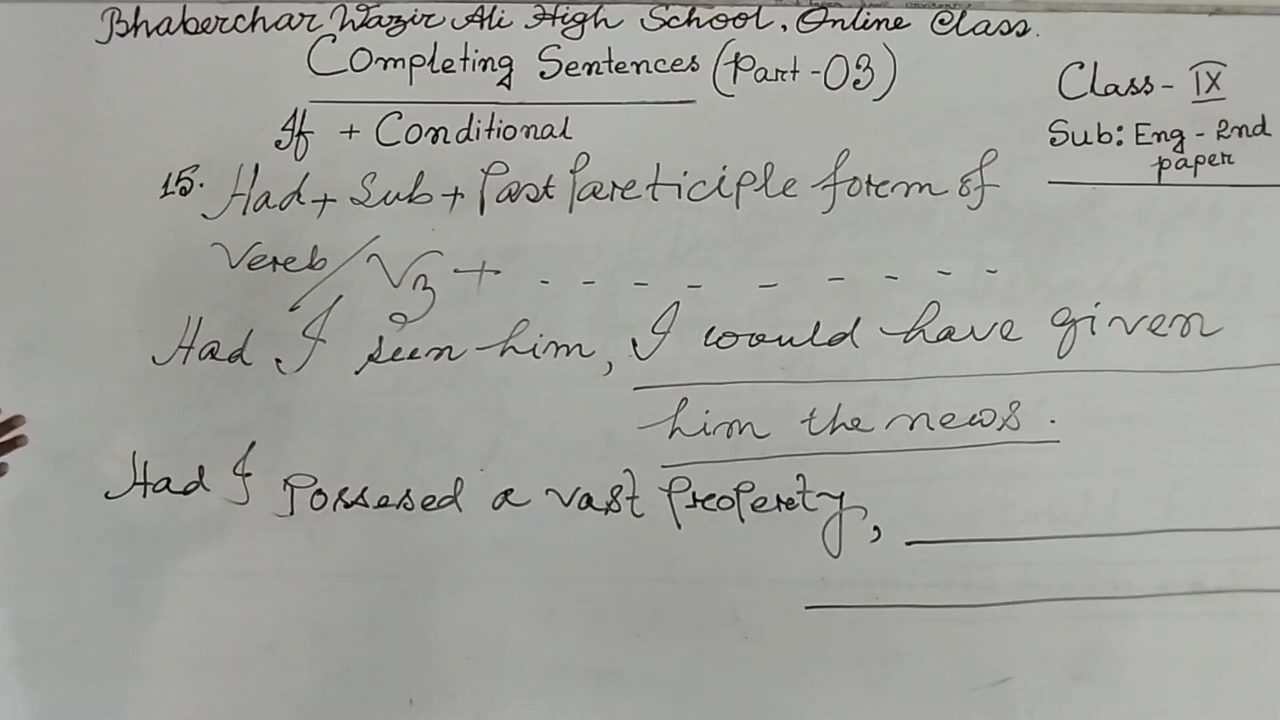 Bhaberchar Wazir Ali High School, Online Class.
Completing Sentences (Part-03)
Class- IX
If + Conditional
Sub: Eng - 2nd
paper
15. Had + Sub + Past Pareticiple forem of
Vereb/V3 + - - - - - - - - -
Had I seen him, I would have given
him the news.
Had I Possesed a vast Preoperety,